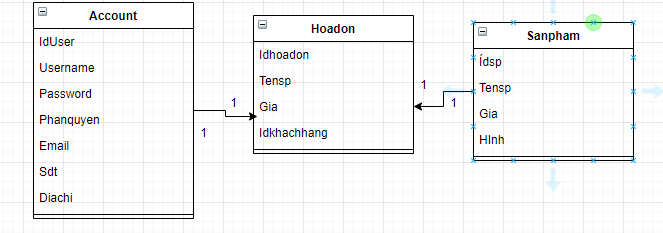 Account
IdUser
Username
Password
Phanquyen
Email
Sdt
Diachi
1
1
Hoadon
Idhoadon
Tensp
Gia
Idkhachhang
1
1
Sanpham
Ídsp
Tensp
Gia
HInh